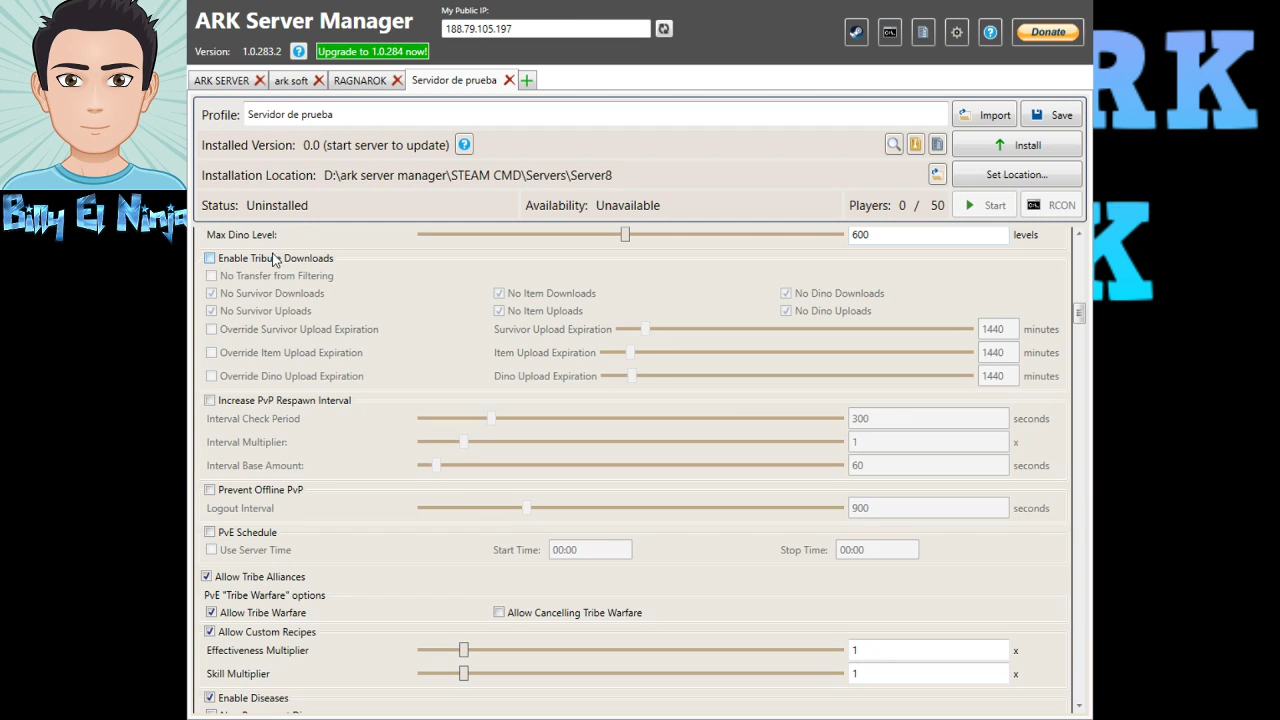 ARK Server Manager
My Public IP:
188.79.105.197
Version: 1.0.283.2 ? Upgrade to 1.0.284 now!
? Donate
ARK SERVER ark soft RAGNAROK Servidor de prueba
Profile: Servidor de prueba Import Save
Installed Version: 0.0 (start server to update) ? Install
Installation Location: D:\ark server manager\STEAM CMD\Servers\Server8 Set Location...
Status: Uninstalled Availability: Unavailable Players: 0 / 50 Start RCON
Max Dino Level: 600 levels
Enable Tribute Downloads
No Transfer from Filtering
No Survivor Downloads No Item Downloads No Dino Downloads
No Survivor Uploads No Item Uploads No Dino Uploads
Override Survivor Upload Expiration Survivor Upload Expiration 1440 minutes
Override Item Upload Expiration Item Upload Expiration 1440 minutes
Override Dino Upload Expiration Dino Upload Expiration 1440 minutes
Increase PvP Respawn Interval
Interval Check Period 300 seconds
Interval Multiplier: 1 x
Interval Base Amount: 60 seconds
Prevent Offline PvP
Logout Interval 900 seconds
PvE Schedule
Use Server Time Start Time: 00:00 Stop Time: 00:00
Allow Tribe Alliances
PvE "Tribe Warfare" options
Allow Tribe Warfare Allow Cancelling Tribe Warfare
Allow Custom Recipes
Effectiveness Multiplier 1 x
Skill Multiplier 1 x
Enable Diseases
Billy El Ninja
RK
K